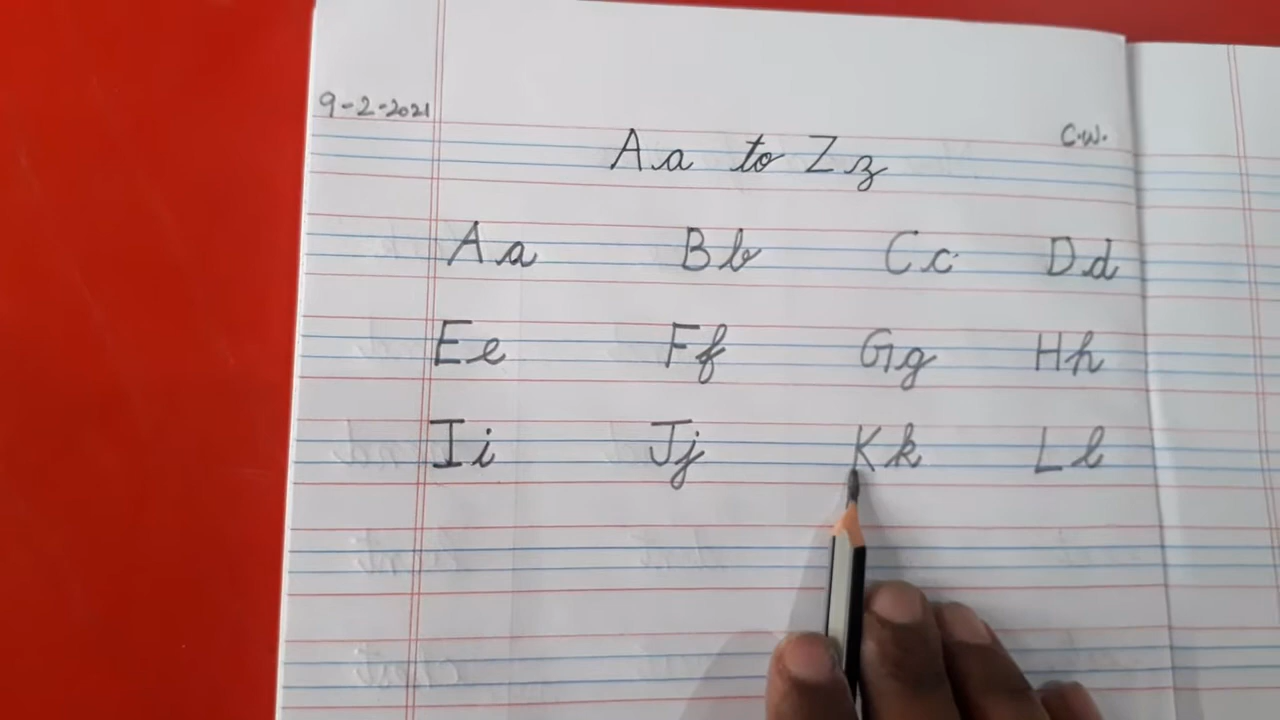 9-2-2021
C.W.
Aa to Zz
Aa Bb Cc Dd
Ee Ff Gg Hh
Ii Jj Kk Ll